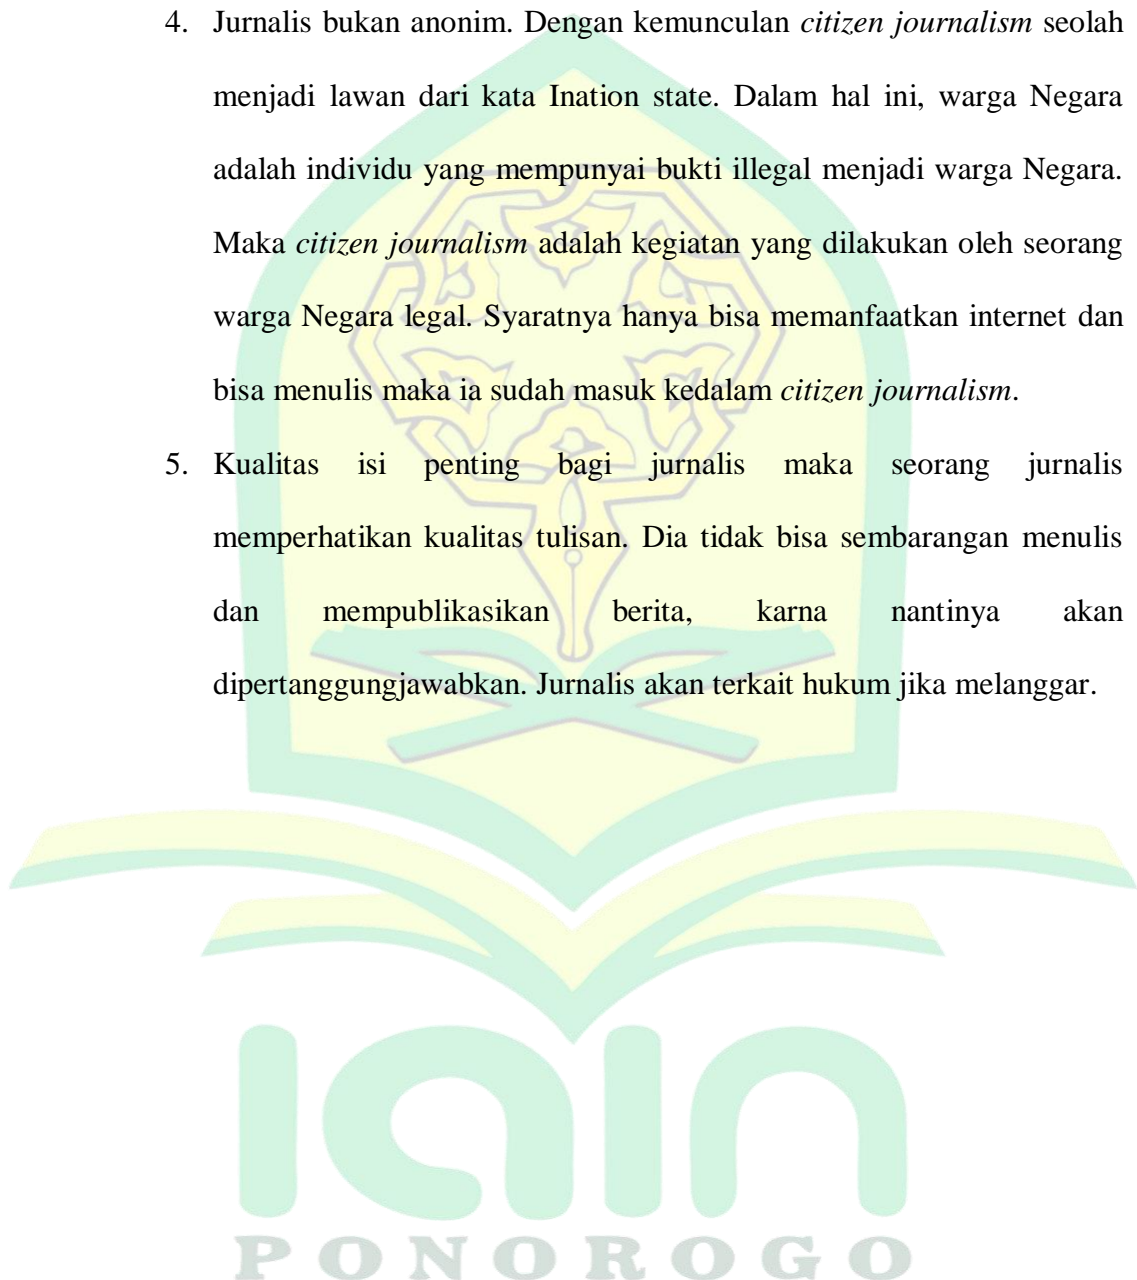 4. Jurnalis bukan anonim. Dengan kemunculan citizen journalism seolah
menjadi lawan dari kata Ination state. Dalam hal ini, warga Negara
adalah individu yang mempunyai bukti illegal menjadi warga Negara.
Maka citizen journalism adalah kegiatan yang dilakukan oleh seorang
warga Negara legal. Syaratnya hanya bisa memanfaatkan internet dan
bisa menulis maka ia sudah masuk kedalam citizen journalism.
5. Kualitas isi penting bagi jurnalis maka seorang jurnalis
memperhatikan kualitas tulisan. Dia tidak bisa sembarangan menulis
dan mempublikasikan berita, karna nantinya akan
dipertanggungjawabkan. Jurnalis akan terkait hukum jika melanggar.
iain
PONOROGO